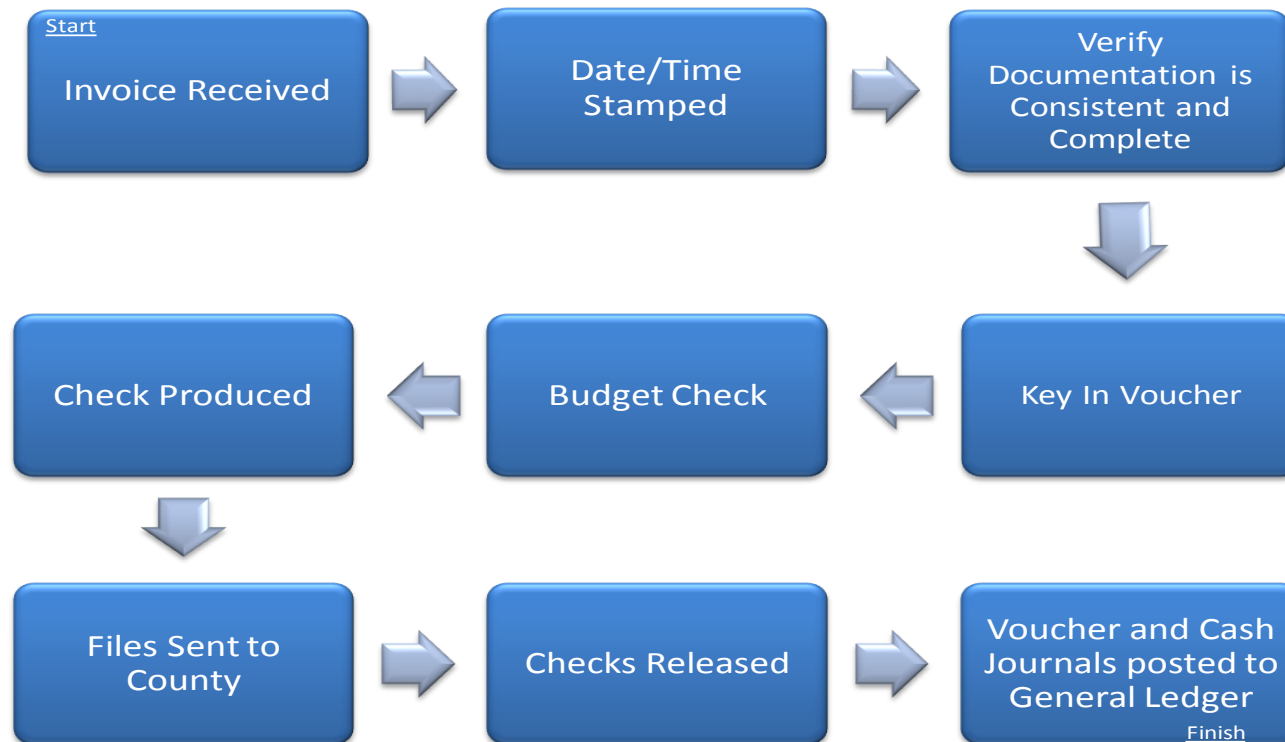 Start
Invoice Received
Date/Time
Stamped
Verify
Documentation is
Consistent and
Complete
Key In Voucher
Budget Check
Check Produced
Files Sent to
County
Checks Released
Voucher and Cash
Journals posted to
General Ledger
Finish